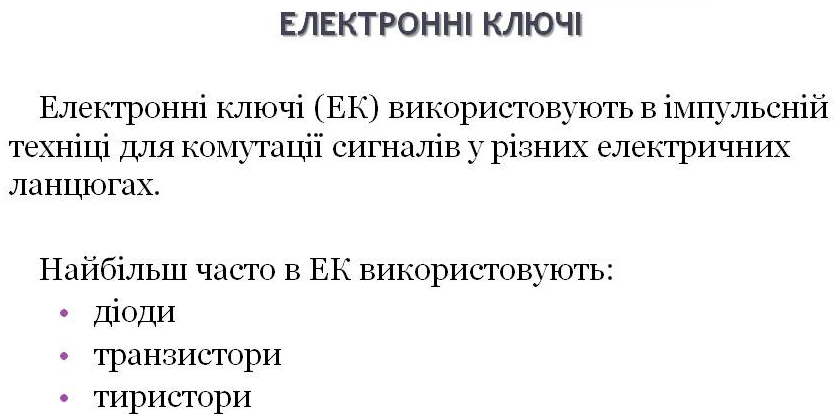 ЕЛЕКТРОННІ КЛЮЧІ
Електронні ключі (ЕК) використовують в імпульсній
техніці для комутації сигналів у різних електричних
ланцюгах.
Найбільш часто в ЕК використовують:
• діоди
• транзистори
• тиристори